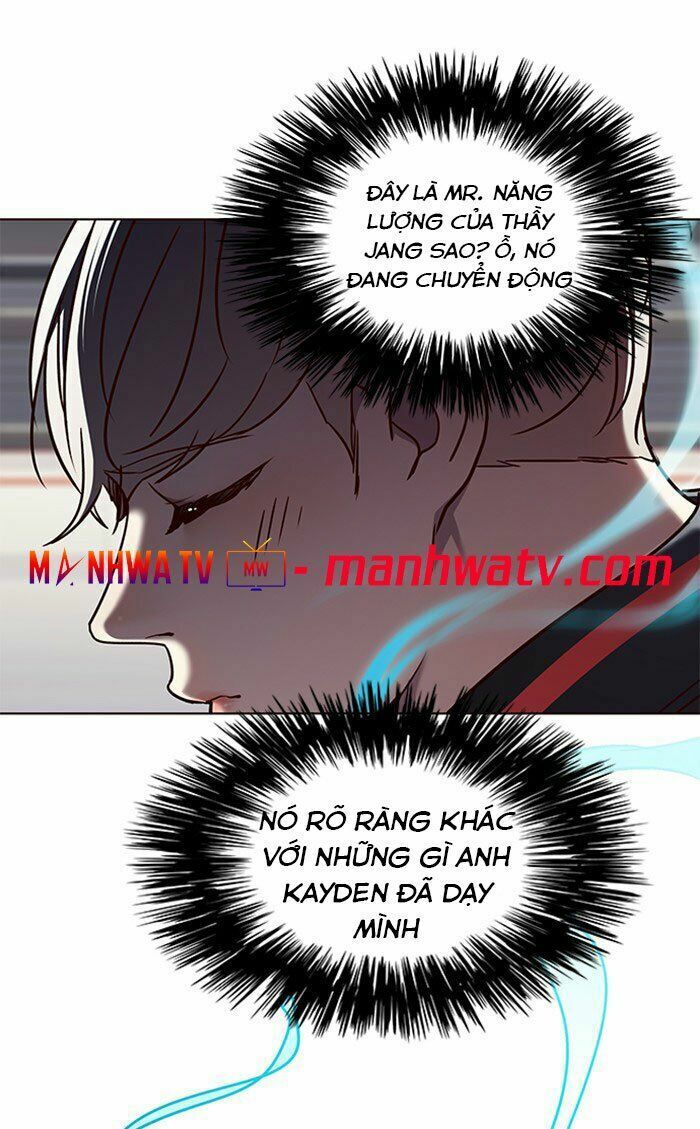 ĐÂY LÀ MR. NĂNG
LƯỢNG CỦA THẦY
JANG SAO? Ồ, NÓ
ĐANG CHUYỂN ĐỘNG
MANHWA TV MW - manhwatv.com
NÓ RÕ RÀNG KHÁC
VỚI NHỮNG GÌ ANH
KAYDEN ĐÃ DẠY
MÌNH